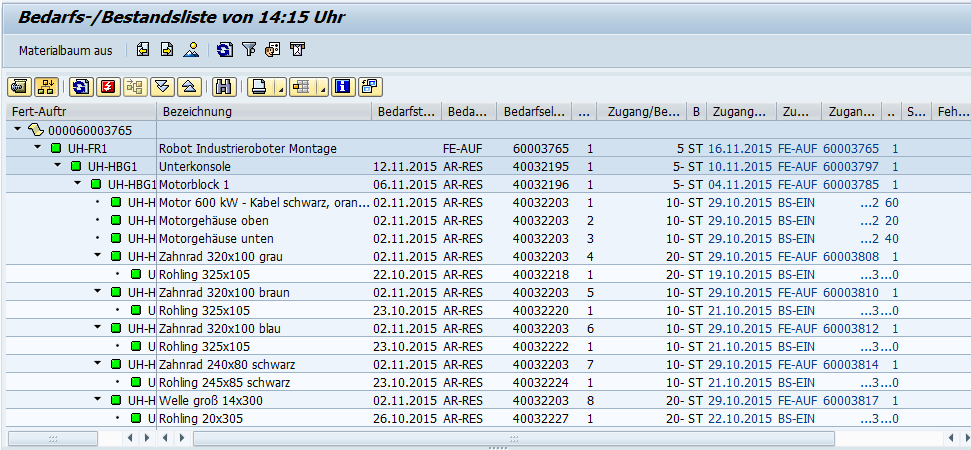 Bedarfs-/Bestandsliste von 14:15 Uhr
Materialbaum aus
Fert-Auftr Bezeichnung Bedarfst... Beda... Bedarfsel... ... Zugang/Be... B Zugang... Zu... Zugan... .. S... Feh...
000060003765
UH-FR1 Robot Industrieroboter Montage FE-AUF 60003765 1 5- ST 16.11.2015 FE-AUF 60003765 1
UH-HBG1 Unterkonsole 12.11.2015 AR-RES 40032195 1 5- ST 10.11.2015 FE-AUF 60003797 1
UH-HBG1 Motorblock 1 06.11.2015 AR-RES 40032196 1 5- ST 04.11.2015 FE-AUF 60003785 1
UH-H Motor 600 kW - Kabel schwarz, oran... 02.11.2015 AR-RES 40032203 1 10- ST 29.10.2015 BS-EIN ...2 60
UH-H Motorgehäuse oben 02.11.2015 AR-RES 40032203 2 10- ST 29.10.2015 BS-EIN ...2 20
UH-H Motorgehäuse unten 02.11.2015 AR-RES 40032203 3 10- ST 29.10.2015 BS-EIN ...2 40
UH-H Zahnrad 320x100 grau 02.11.2015 AR-RES 40032203 4 20- ST 29.10.2015 FE-AUF 60003808 1
U Rohling 325x105 22.10.2015 AR-RES 40032218 1 10- ST 19.10.2015 BS-EIN ...3...0
UH-H Zahnrad 320x100 braun 02.11.2015 AR-RES 40032203 5 10- ST 29.10.2015 FE-AUF 60003810 1
U Rohling 325x105 23.10.2015 AR-RES 40032220 1 10- ST 21.10.2015 BS-EIN ...3...0
UH-H Zahnrad 320x100 blau 02.11.2015 AR-RES 40032203 6 10- ST 29.10.2015 FE-AUF 60003812 1
U Rohling 325x105 23.10.2015 AR-RES 40032222 1 10- ST 21.10.2015 BS-EIN ...3...0
UH-H Zahnrad 240x80 schwarz 02.11.2015 AR-RES 40032203 7 10- ST 29.10.2015 FE-AUF 60003814 1
U Rohling 245x85 schwarz 23.10.2015 AR-RES 40032224 1 10- ST 21.10.2015 BS-EIN ...3...0
UH-H Welle groß 14x300 02.11.2015 AR-RES 40032203 8 20- ST 29.10.2015 FE-AUF 60003817 1
U Rohling 20x305 26.10.2015 AR-RES 40032227 1 20- ST 22.10.2015 BS-EIN ...3...0